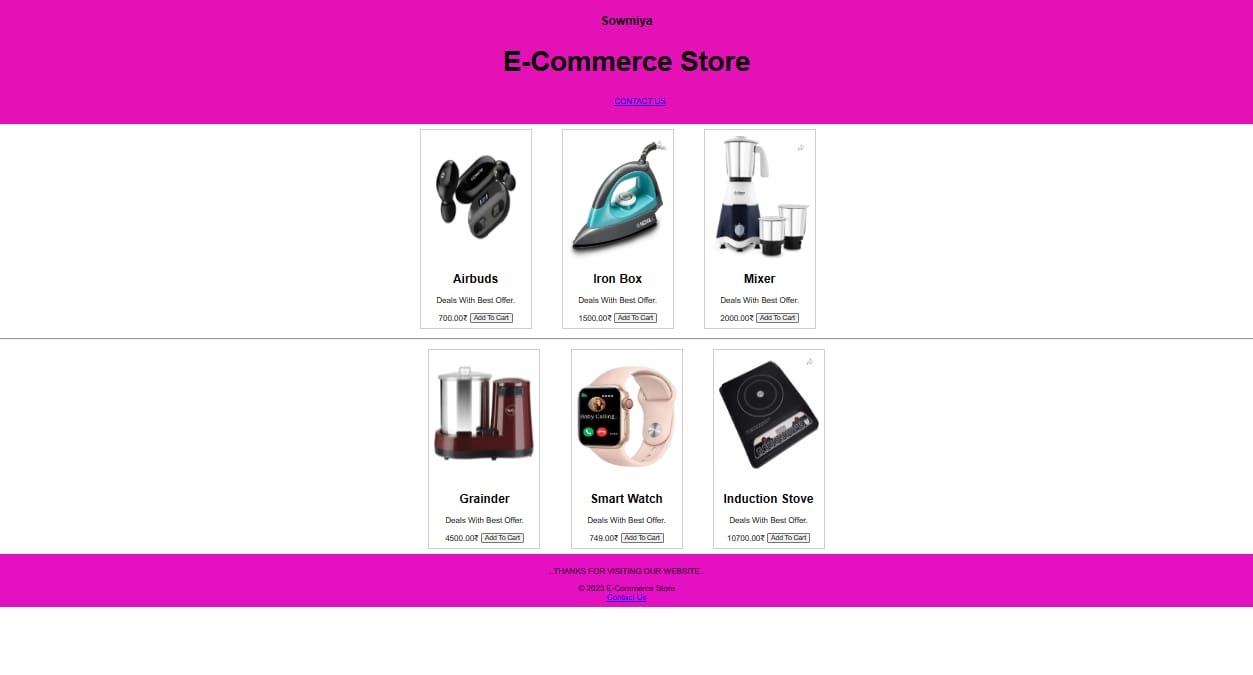 Sowmiya
E-Commerce Store
CONTACT US
Airbuds
Iron Box
Mixer
Deals With Best Offer.
Deals With Best Offer.
Deals With Best Offer.
700.00₹ Add To Cart
1500.00₹ Add To Cart
2000.00₹ Add To Cart
Baby Calling..
Grainder
Smart Watch
Induction Stove
Deals With Best Offer.
Deals With Best Offer.
Deals With Best Offer.
4500.00₹ Add To Cart
749.00₹ Add To Cart
10700.00₹ Add To Cart
..THANKS FOR VISITING OUR WEBSITE..
© 2023 E-Commerce Store
Contact Us